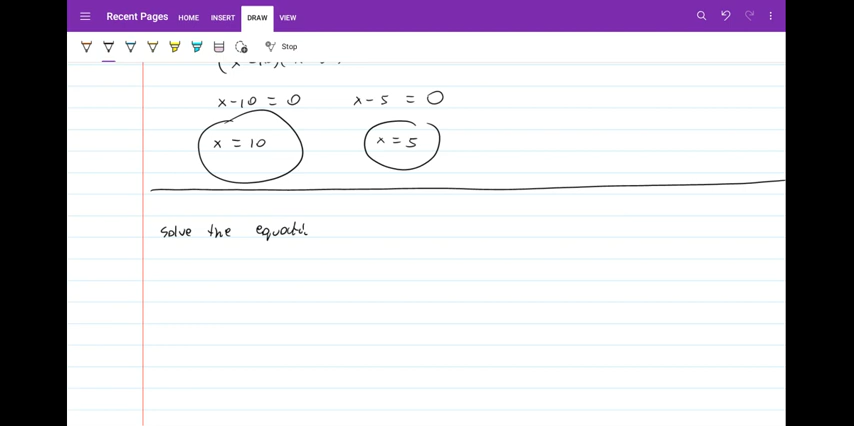 Recent Pages HOME INSERT DRAW VIEW
Stop
x - 10 = 0 x - 5 = 0
x = 10 x = 5
solve the equati